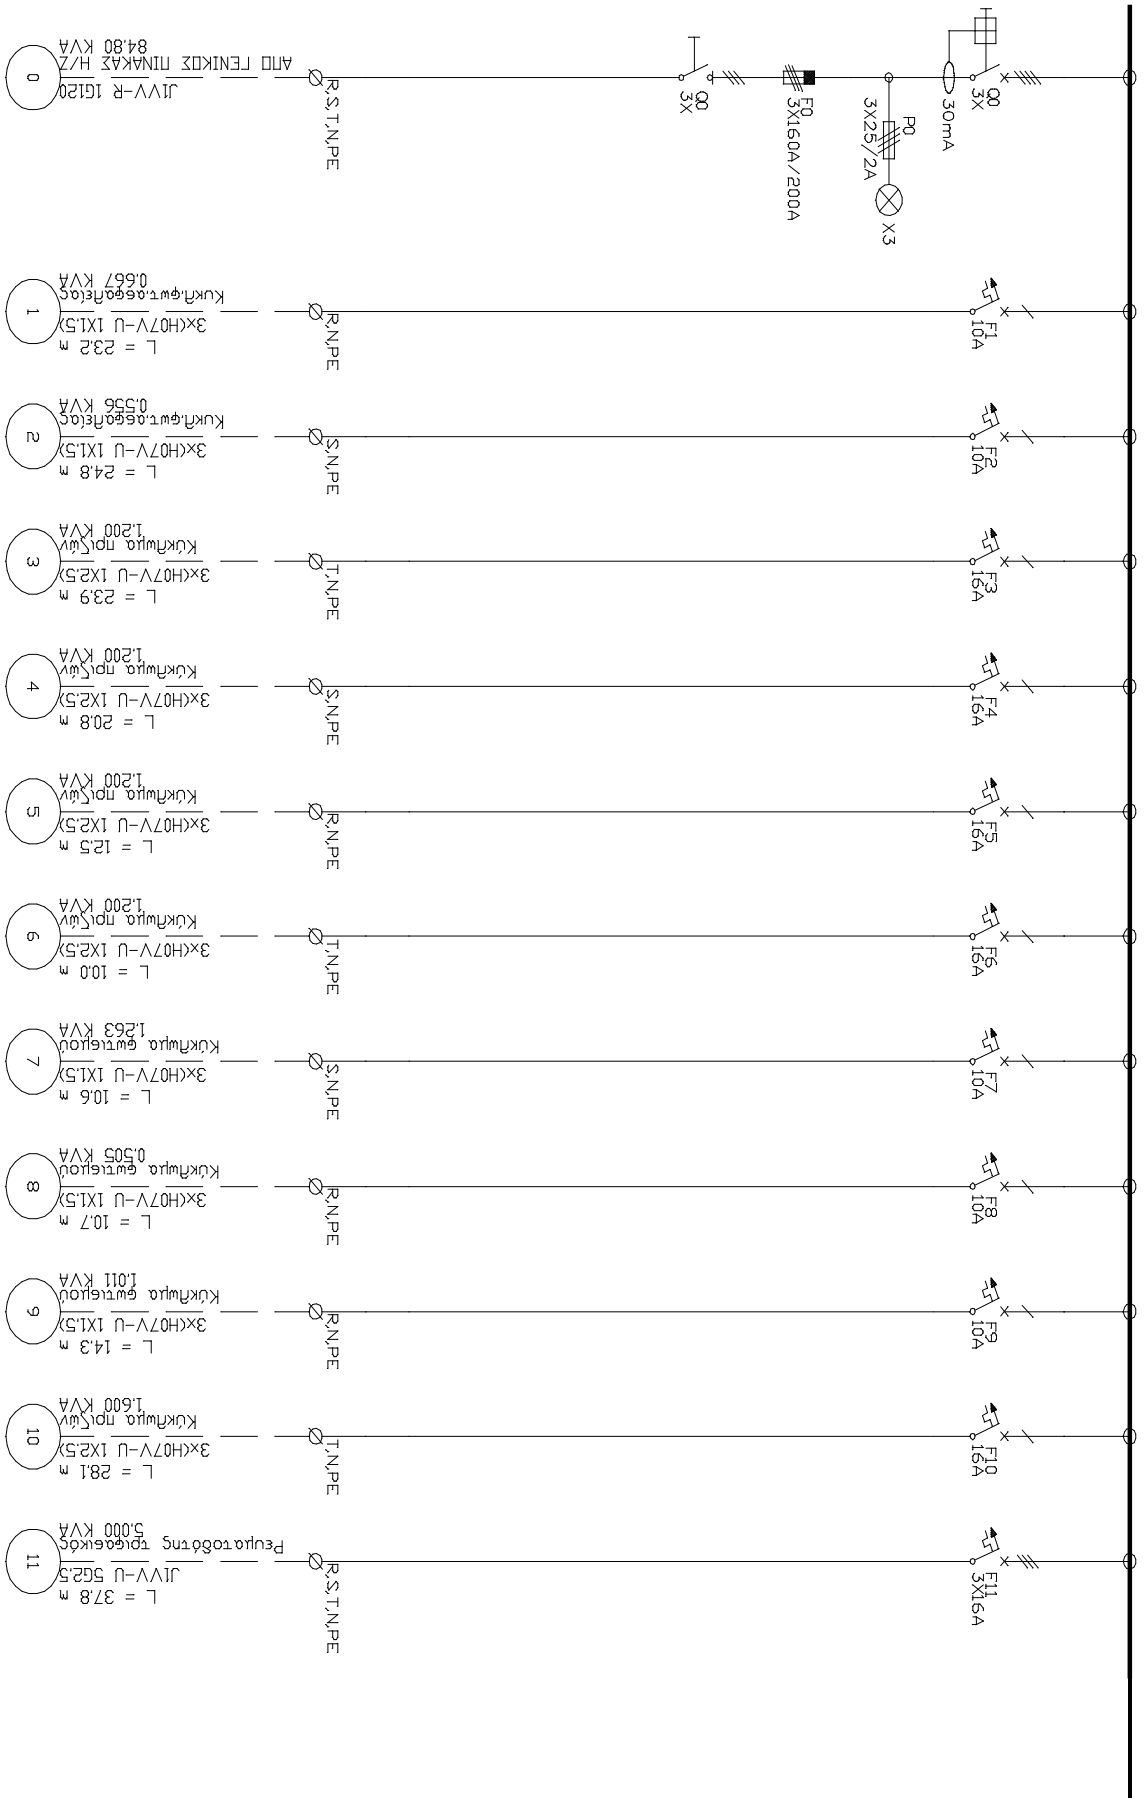 0
84.80 KVA
ΑΠΟ ΓΕΝΙΚΟΣ ΠΙΝΑΚΑΣ Η/Ζ
J1VV-R 1G120
R,S,T,N,PE
Q0
3X
F0
3X160A/200A
P0
3X25/2A
X3
30mA
Q0
3X
1
0.667 KVA
Κυκλ.φωτ.ασφαλείας
3x(H07V-U 1X1.5)
L = 23.2 m
R,N,PE
F1
10A
2
0.556 KVA
Κυκλ.φωτ.ασφαλείας
3x(H07V-U 1X1.5)
L = 24.8 m
S,N,PE
F2
10A
3
1.200 KVA
Κύκλωμα πριζών
3x(H07V-U 1X2.5)
L = 23.9 m
T,N,PE
F3
16A
4
1.200 KVA
Κύκλωμα πριζών
3x(H07V-U 1X2.5)
L = 20.8 m
S,N,PE
F4
16A
5
1.200 KVA
Κύκλωμα πριζών
3x(H07V-U 1X2.5)
L = 12.5 m
R,N,PE
F5
16A
6
1.200 KVA
Κύκλωμα πριζών
3x(H07V-U 1X2.5)
L = 10.0 m
T,N,PE
F6
16A
7
1.263 KVA
Κύκλωμα φωτισμού
3x(H07V-U 1X1.5)
L = 10.6 m
S,N,PE
F7
10A
8
0.505 KVA
Κύκλωμα φωτισμού
3x(H07V-U 1X1.5)
L = 10.7 m
R,N,PE
F8
10A
9
1.011 KVA
Κύκλωμα φωτισμού
3x(H07V-U 1X1.5)
L = 14.3 m
R,N,PE
F9
10A
10
1.600 KVA
Κύκλωμα πριζών
3x(H07V-U 1X2.5)
L = 28.1 m
T,N,PE
F10
16A
11
5.000 KVA
Ρευματοδότης τριφασικός
J1VV-U 5G2.5
L = 37.8 m
R,S,T,N,PE
F11
3X16A